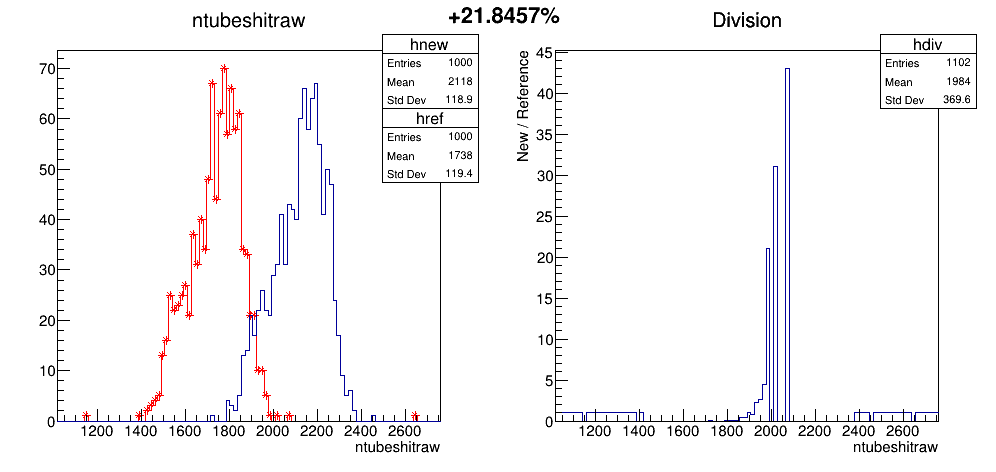 +21.8457%
ntubeshitraw
hnew
Entries 1000
Mean 2118
Std Dev 118.9
href
Entries 1000
Mean 1738
Std Dev 119.4
70
60
50
40
30
20
10
0
1200 1400 1600 1800 2000 2200 2400 2600
ntubeshitraw
Division
hdiv
Entries 1102
Mean 1984
Std Dev 369.6
New / Reference
45
40
35
30
25
20
15
10
5
0
1200 1400 1600 1800 2000 2200 2400 2600
ntubeshitraw